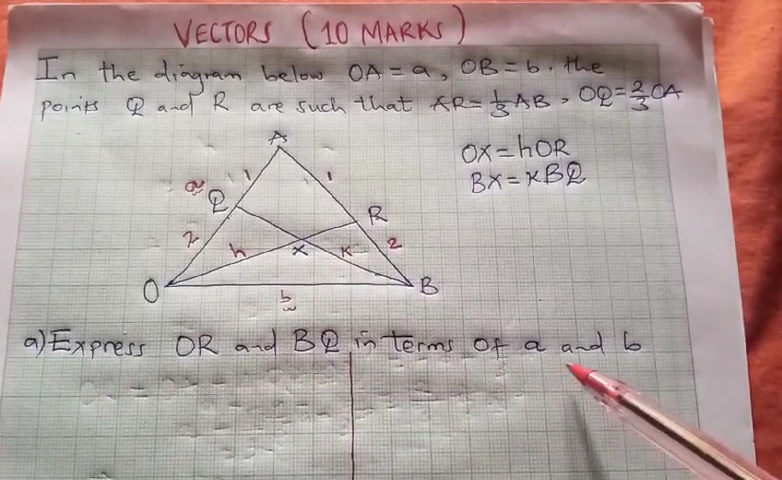 VECTORS (10 MARKS)
In the diagram below OA = a, OB = b. the
points Q and R are such that AR = 1/3 AB, OQ = 2/3 OA
OX = hOR
BX = KBQ
A
1
1
a
Q
R
2
h
X
K
2
O
B
b
a) Express OR and BQ in terms of a and b